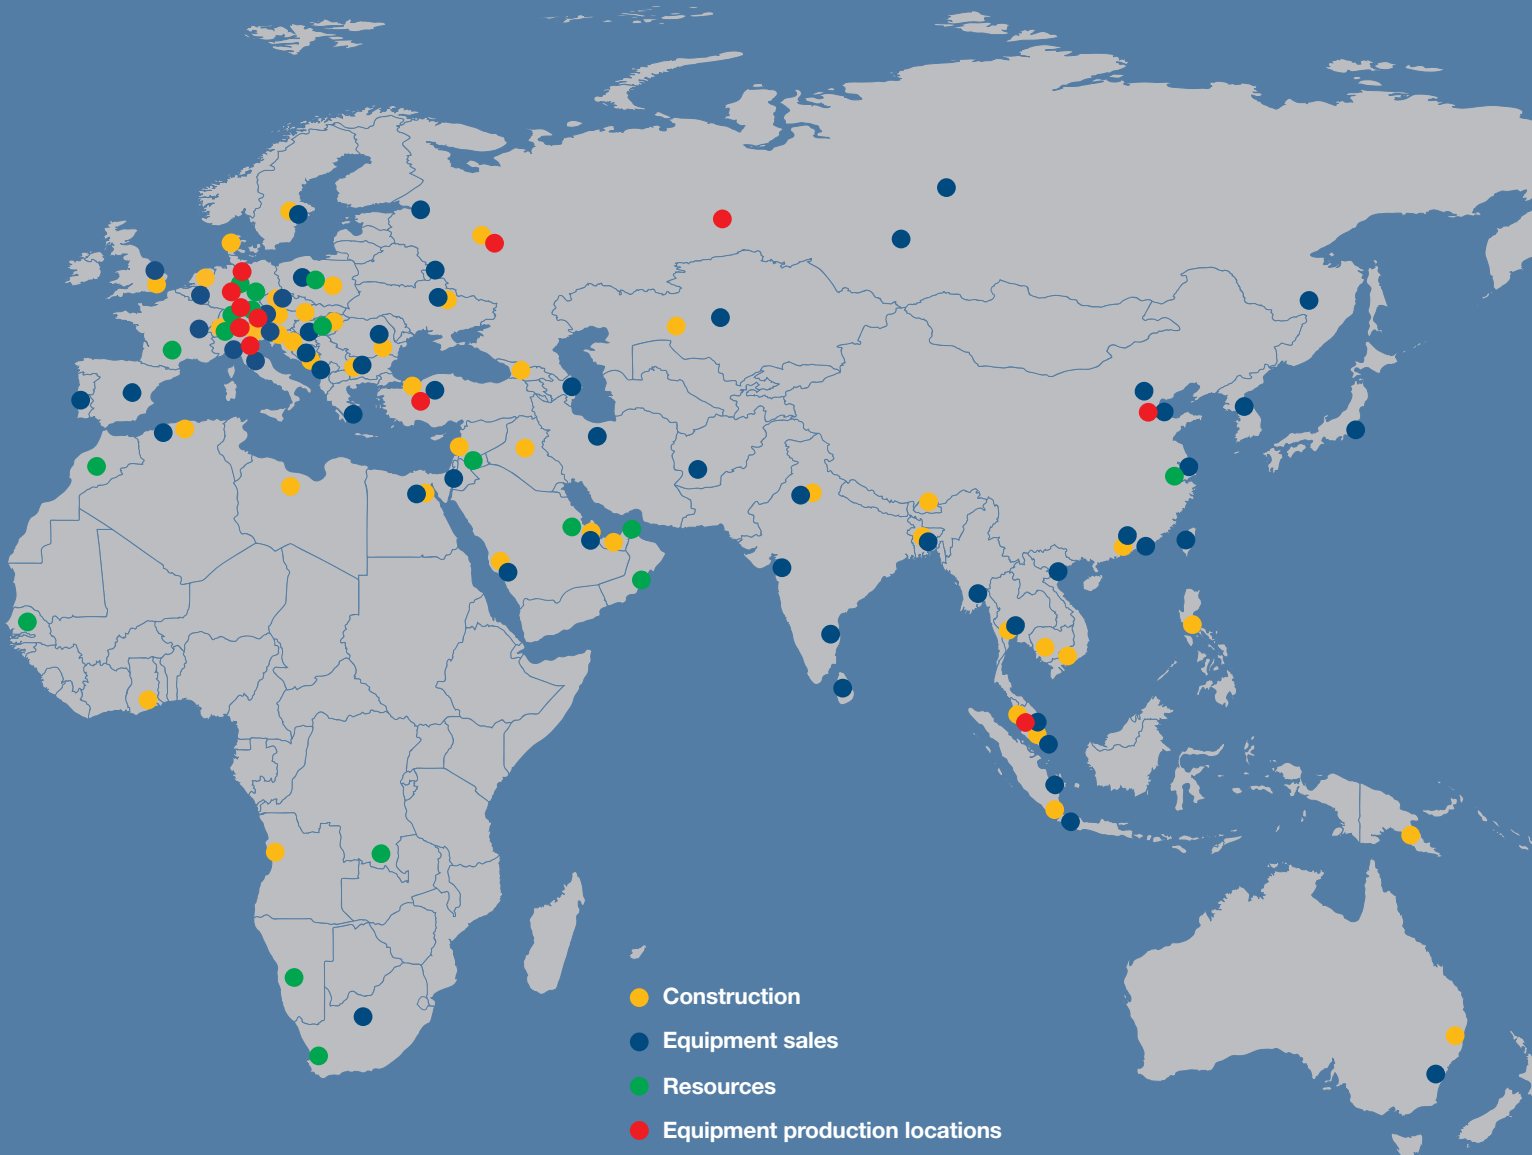 Construction
Equipment sales
Resources
Equipment production locations